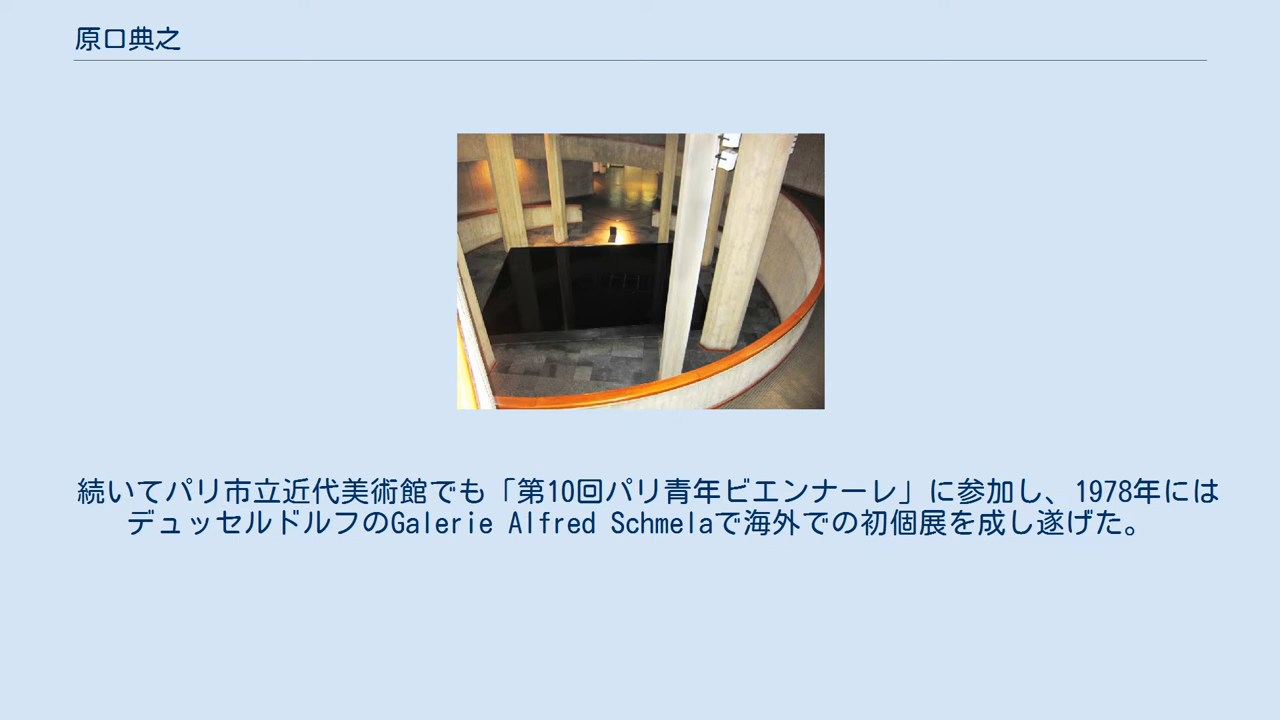 原口典之
続いてパリ市立近代美術館でも「第10回パリ青年ビエンナーレ」に参加し、1978年には
デュッセルドルフのGalerie Alfred Schmelaで海外での初個展を成し遂げた。